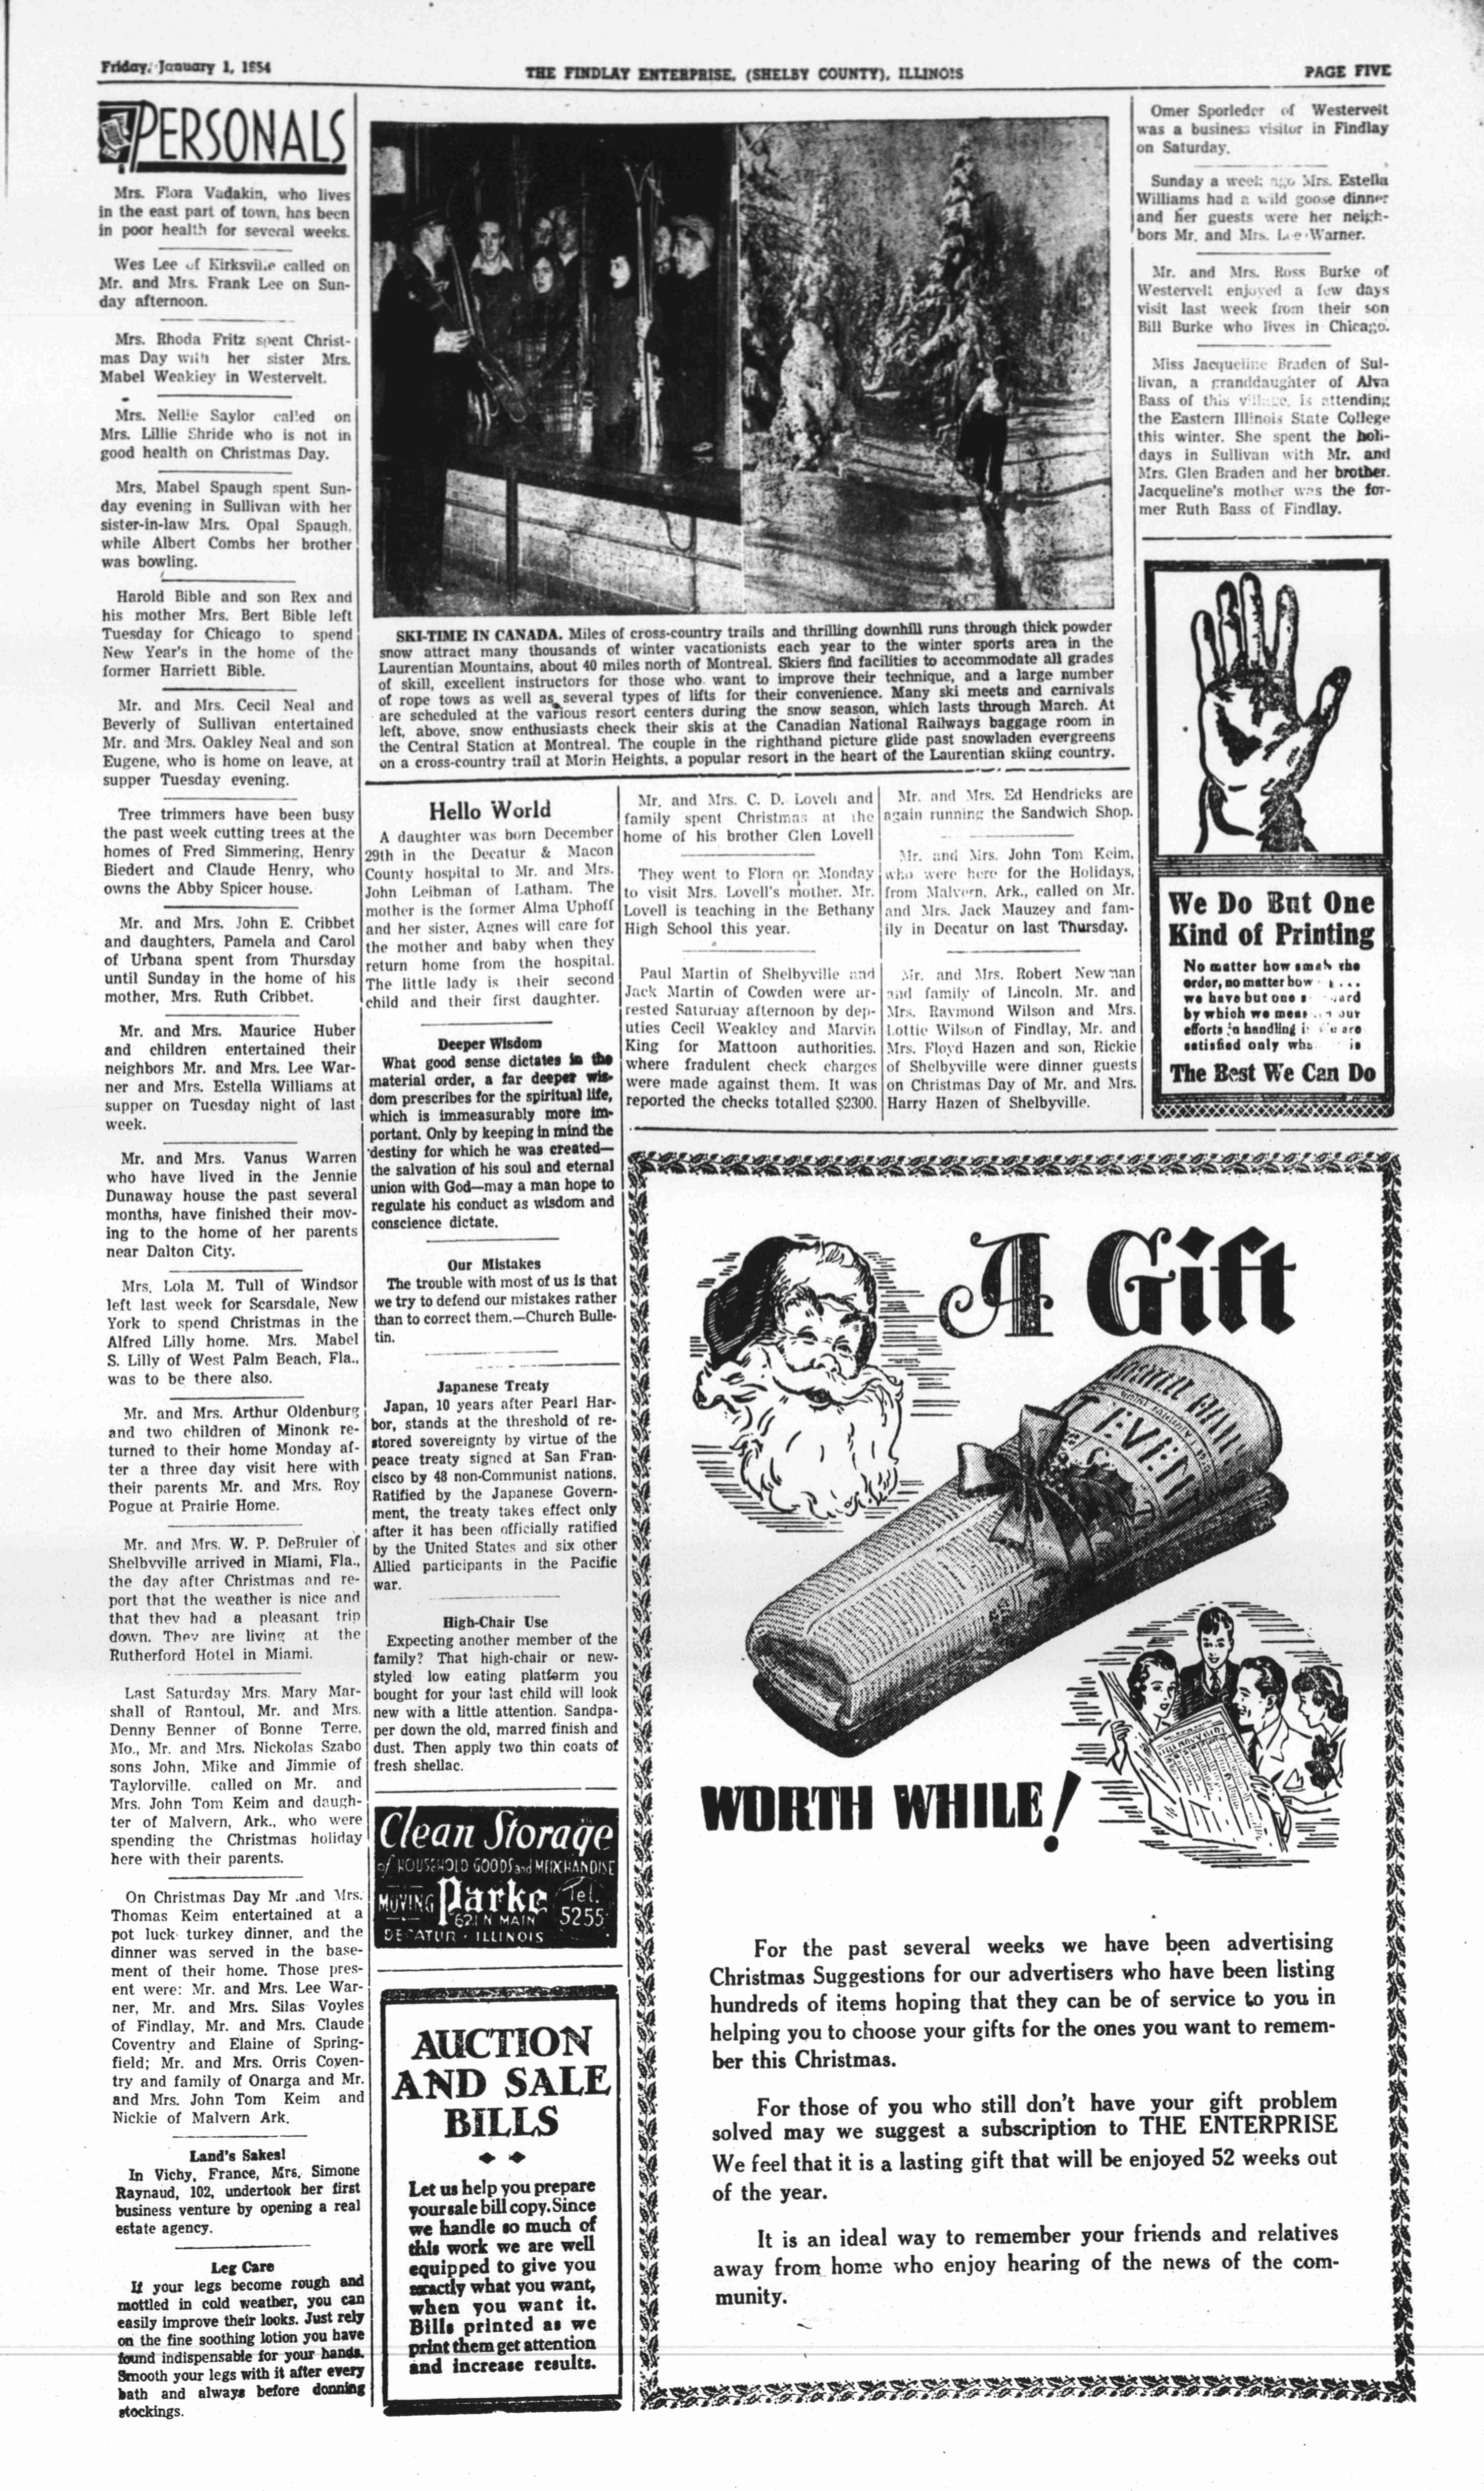 Friday, January 1, 1954
THE FINDLAY ENTERPRISE, (SHELBY COUNTY), ILLINOIS
PAGE FIVE
PERSONALS
Mrs. Flora Vadakin, who lives
in the east part of town, has been
in poor health for several weeks.
Wes Lee of Kirksville called on
Mr. and Mrs. Frank Lee on Sun-
day afternoon.
Mrs. Rhoda Fritz spent Christ-
mas Day with her sister Mrs.
Mabel Weakley in Westervelt.
Mrs. Nellie Saylor called on
Mrs. Lillie Shride who is not in
good health on Christmas Day.
Mrs. Mabel Spaugh spent Sun-
day evening in Sullivan with her
sister-in-law Mrs. Opal Spaugh,
while Albert Combs her brother
was bowling.
Harold Bible and son Rex and
his mother Mrs. Bert Bible left
Tuesday for Chicago to spend
New Year's in the home of the
former Harriett Bible.
Mr. and Mrs. Cecil Neal and
Beverly of Sullivan entertained
Mr. and Mrs. Oakley Neal and son
Eugene, who is home on leave, at
supper Tuesday evening.
Tree trimmers have been busy
the past week cutting trees at the
homes of Fred Simmering, Henry
Biedert and Claude Henry, who
owns the Abby Spicer house.
Mr. and Mrs. John E. Cribbet
and daughters, Pamela and Carol
of Urbana spent from Thursday
until Sunday in the home of his
mother, Mrs. Ruth Cribbet.
Mr. and Mrs. Maurice Huber
and children entertained their
neighbors Mr. and Mrs. Lee War-
ner and Mrs. Estella Williams at
supper on Tuesday night of last
week.
Mr. and Mrs. Vanus Warren
who have lived in the Jennie
Dunaway house the past several
months, have finished their mov-
ing to the home of her parents
near Dalton City.
Mrs. Lola M. Tull of Windsor
left last week for Scarsdale, New
York to spend Christmas in the
Alfred Lilly home. Mrs. Mabel
S. Lilly of West Palm Beach, Fla.,
was to be there also.
Mr. and Mrs. Arthur Oldenburg
and two children of Minonk re-
turned to their home Monday af-
ter a three day visit here with
their parents Mr. and Mrs. Roy
Pogue at Prairie Home.
Mr. and Mrs. W. P. DeBruler of
Shelbyville arrived in Miami, Fla.,
the day after Christmas and re-
port that the weather is nice and
that they had a pleasant trip
down. They are living at the
Rutherford Hotel in Miami.
Last Saturday Mrs. Mary Mar-
shall of Rantoul, Mr. and Mrs.
Denny Benner of Bonne Terre,
Mo., Mr. and Mrs. Nickolas Szabo
sons John, Mike and Jimmie of
Taylorville, called on Mr. and
Mrs. John Tom Keim and daugh-
ter of Malvern, Ark., who were
spending the Christmas holiday
here with their parents.
On Christmas Day Mr .and Mrs.
Thomas Keim entertained at a
pot luck turkey dinner, and the
dinner was served in the base-
ment of their home. Those pres-
ent were: Mr. and Mrs. Lee War-
ner, Mr. and Mrs. Silas Voyles
of Findlay, Mr. and Mrs. Claude
Coventry and Elaine of Spring-
field; Mr. and Mrs. Orris Coven-
try and family of Onarga and Mr.
and Mrs. John Tom Keim and
Nickie of Malvern Ark.
Land's Sakes!
In Vichy, France, Mrs. Simone
Raynaud, 102, undertook her first
business venture by opening a real
estate agency.
Leg Care
If your legs become rough and
mottled in cold weather, you can
easily improve their looks. Just rely
on the fine soothing lotion you have
found indispensable for your hands.
Smooth your legs with it after every
bath and always before donning
stockings.
SKI-TIME IN CANADA. Miles of cross-country trails and thrilling downhill runs through thick powder
snow attract many thousands of winter vacationists each year to the winter sports area in the
Laurentian Mountains, about 40 miles north of Montreal. Skiers find facilities to accommodate all grades
of skill, excellent instructors for those who want to improve their technique, and a large number
of rope tows as well as several types of lifts for their convenience. Many ski meets and carnivals
are scheduled at the various resort centers during the snow season, which lasts through March. At
left, above, snow enthusiasts check their skis at the Canadian National Railways baggage room in
the Central Station at Montreal. The couple in the righthand picture glide past snowladen evergreens
on a cross-country trail at Morin Heights, a popular resort in the heart of the Laurentian skiing country.
Hello World
A daughter was born December
29th in the Decatur & Macon
County hospital to Mr. and Mrs.
John Leibman of Latham. The
mother is the former Alma Uphoff
and her sister, Agnes will care for
the mother and baby when they
return home from the hospital.
The little lady is their second
child and their first daughter.
Deeper Wisdom
What good sense dictates in the
material order, a far deeper wis-
dom prescribes for the spiritual life,
which is immeasurably more im-
portant. Only by keeping in mind the
destiny for which he was created—
the salvation of his soul and eternal
union with God—may a man hope to
regulate his conduct as wisdom and
conscience dictate.
Our Mistakes
The trouble with most of us is that
we try to defend our mistakes rather
than to correct them.—Church Bulle-
tin.
Japanese Treaty
Japan, 10 years after Pearl Har-
bor, stands at the threshold of re-
stored sovereignty by virtue of the
peace treaty signed at San Fran-
cisco by 48 non-Communist nations.
Ratified by the Japanese Govern-
ment, the treaty takes effect only
after it has been officially ratified
by the United States and six other
Allied participants in the Pacific
war.
High-Chair Use
Expecting another member of the
family? That high-chair or new-
styled low eating platform you
bought for your last child will look
new with a little attention. Sandpa-
per down the old, marred finish and
dust. Then apply two thin coats of
fresh shellac.
Clean Storage
of HOUSEHOLD GOODS and MERCHANDISE
MOVING Parke Tel.
621 N MAIN 5255
DECATUR · ILLINOIS
AUCTION
AND SALE
BILLS
Let us help you prepare
your sale bill copy. Since
we handle so much of
this work we are well
equipped to give you
exactly what you want,
when you want it.
Bills printed as we
print them get attention
and increase results.
Mr. and Mrs. C. D. Lovell and
family spent Christmas at the
home of his brother Glen Lovell
They went to Flora on Monday
to visit Mrs. Lovell's mother. Mr.
Lovell is teaching in the Bethany
High School this year.
Paul Martin of Shelbyville and
Jack Martin of Cowden were ar-
rested Saturday afternoon by dep-
uties Cecil Weakley and Marvin
King for Mattoon authorities.
where fradulent check charges
were made against them. It was
reported the checks totalled $2300.
Mr. and Mrs. Ed Hendricks are
again running the Sandwich Shop.
Mr. and Mrs. John Tom Keim,
who were here for the Holidays,
from Malvern, Ark., called on Mr.
and Mrs. Jack Mauzey and fam-
ily in Decatur on last Thursday.
Mr. and Mrs. Robert Newman
and family of Lincoln, Mr. and
Mrs. Raymond Wilson and Mrs.
Lottie Wilson of Findlay, Mr. and
Mrs. Floyd Hazen and son, Rickie
of Shelbyville were dinner guests
on Christmas Day of Mr. and Mrs.
Harry Hazen of Shelbyville.
Omer Sporleder of Westervelt
was a business visitor in Findlay
on Saturday.
Sunday a week ago Mrs. Estella
Williams had a wild goose dinner
and her guests were her neigh-
bors Mr. and Mrs. Lee Warner.
Mr. and Mrs. Ross Burke of
Westervelt enjoyed a few days
visit last week from their son
Bill Burke who lives in Chicago.
Miss Jacqueline Braden of Sul-
livan, a granddaughter of Alva
Bass of this village, is attending
the Eastern Illinois State College
this winter. She spent the holi-
days in Sullivan with Mr. and
Mrs. Glen Braden and her brother.
Jacqueline's mother was the for-
mer Ruth Bass of Findlay.
We Do But One
Kind of Printing
No matter how small the
order, no matter how
we have but one
by which we our
efforts in handling are
satisfied only is
The Best We Can Do
A Gift
WORTH WHILE!
For the past several weeks we have been advertising
Christmas Suggestions for our advertisers who have been listing
hundreds of items hoping that they can be of service to you in
helping you to choose your gifts for the ones you want to remem-
ber this Christmas.
For those of you who still don't have your gift problem
solved may we suggest a subscription to THE ENTERPRISE
We feel that it is a lasting gift that will be enjoyed 52 weeks out
of the year.
It is an ideal way to remember your friends and relatives
away from home who enjoy hearing of the news of the com-
munity.